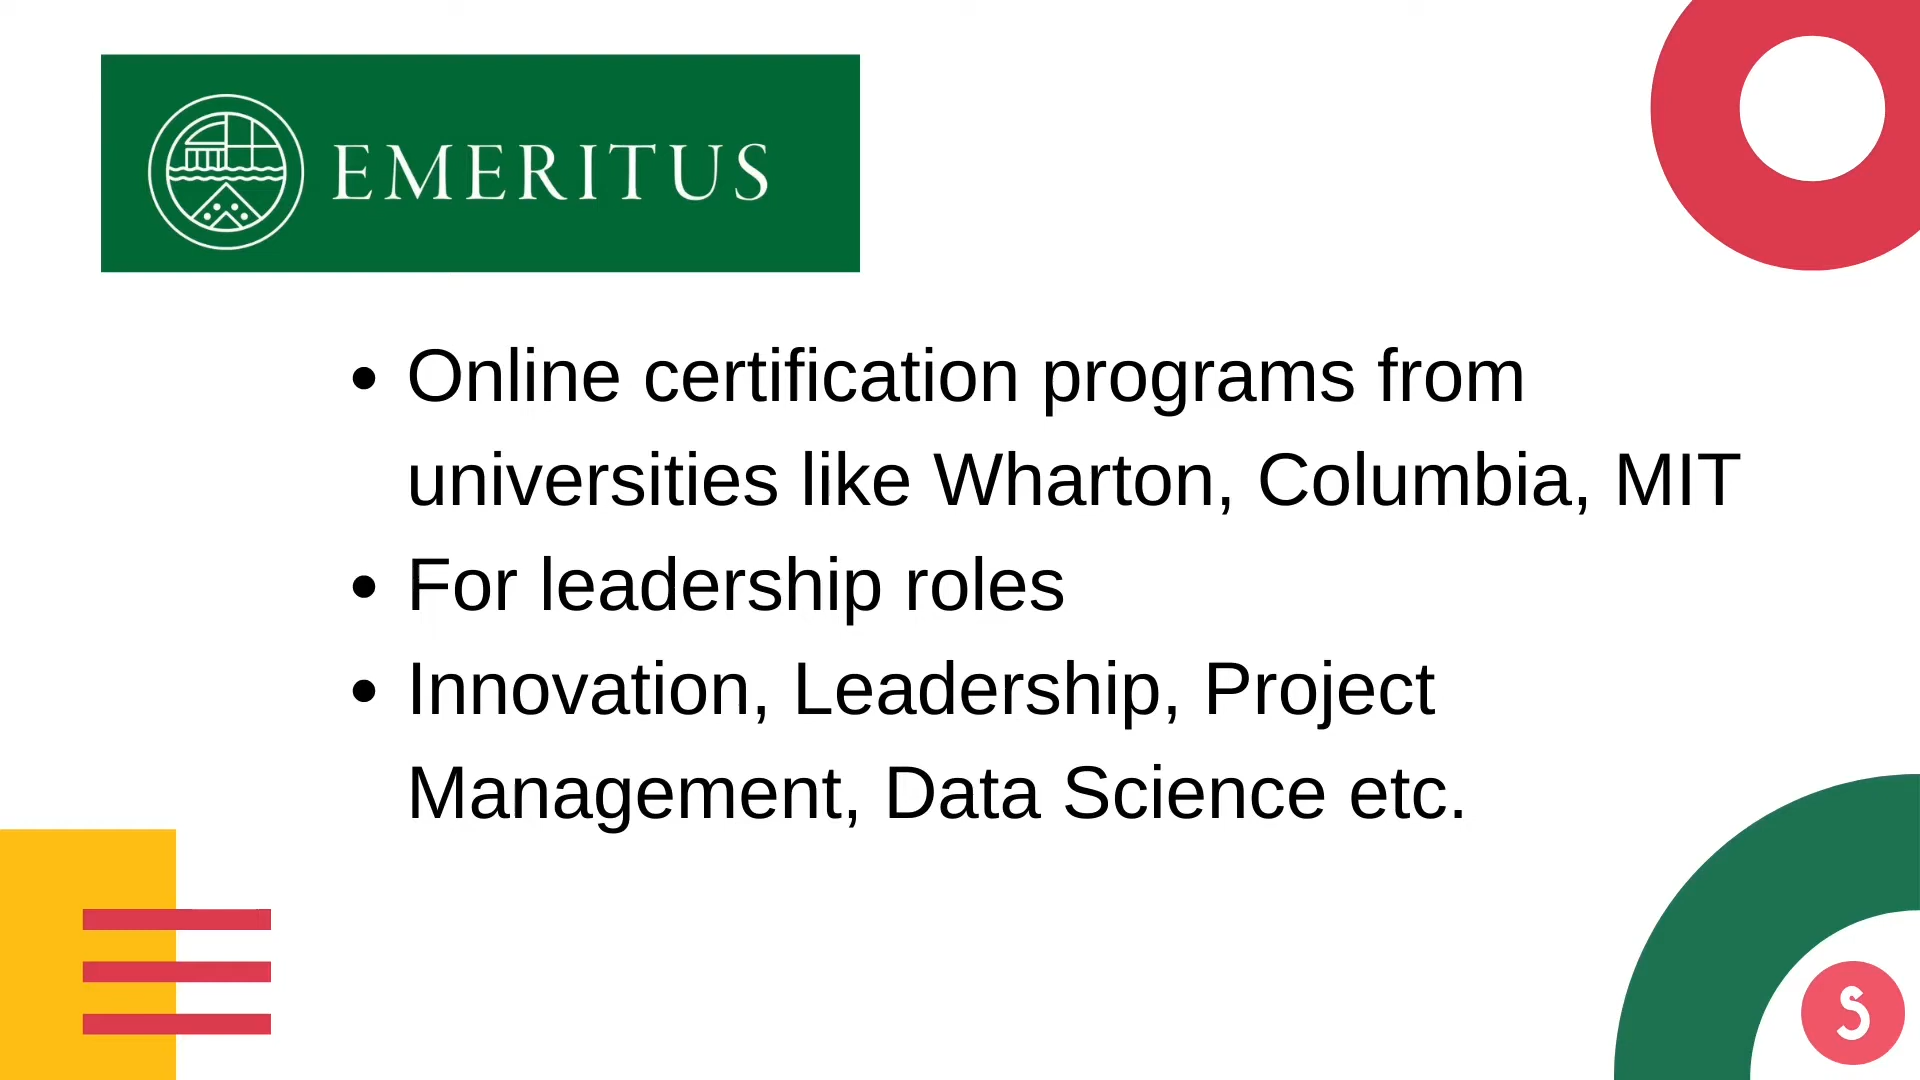 EMERITUS
• Online certification programs from
universities like Wharton, Columbia, MIT
• For leadership roles
• Innovation, Leadership, Project
Management, Data Science etc.
S